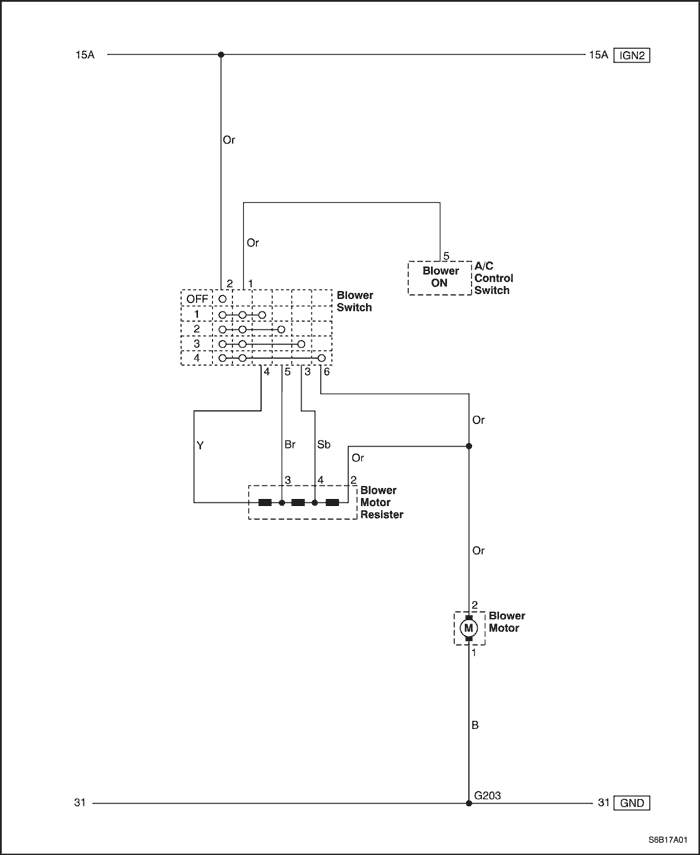 15A
15A IGN2
Or
Or
5
Blower
ON
A/C
Control
Switch
2 1
OFF
1
2
3
4
Blower
Switch
4 5 3 6
Or
Y
Br
Sb
Or
3 4 2
Blower
Motor
Resister
Or
2
M
Blower
Motor
1
B
G203
31
31 GND
S6B17A01